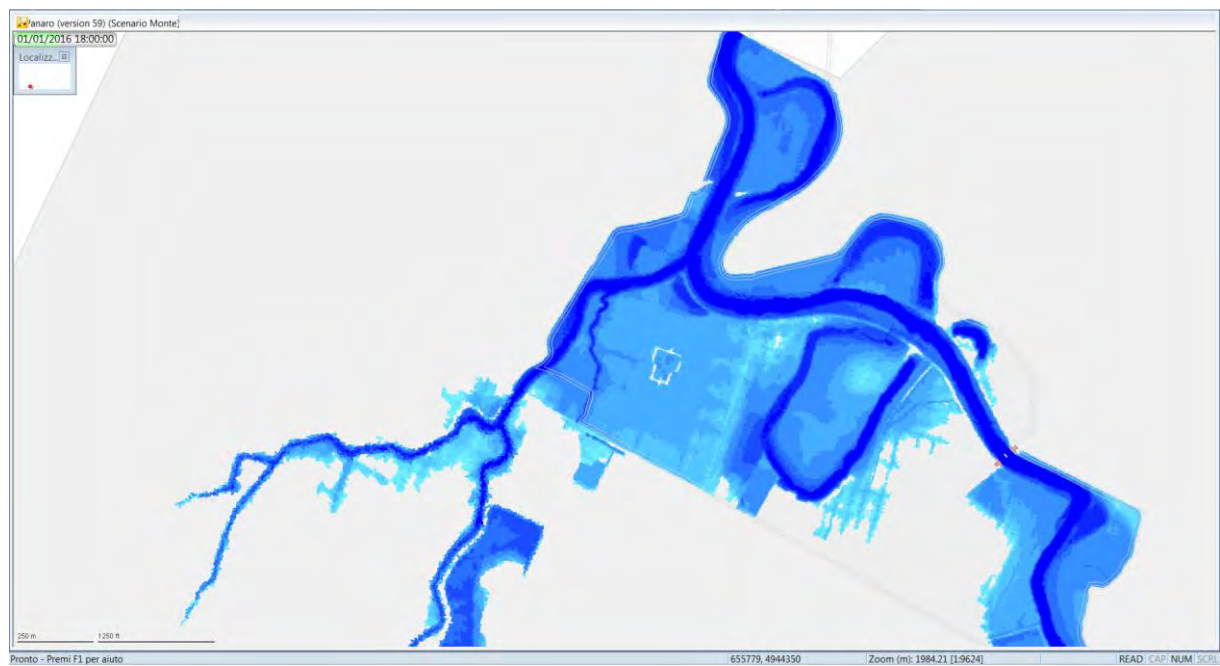 Panaro (version 59) (Scenario Monte)
01/01/2016 18:00:00
Localizz...
250 m 1250 ft
Pronto - Premi F1 per aiuto 655779, 4944350 Zoom (m): 1984.21 [1:9624] READ CAP NUM SCRL